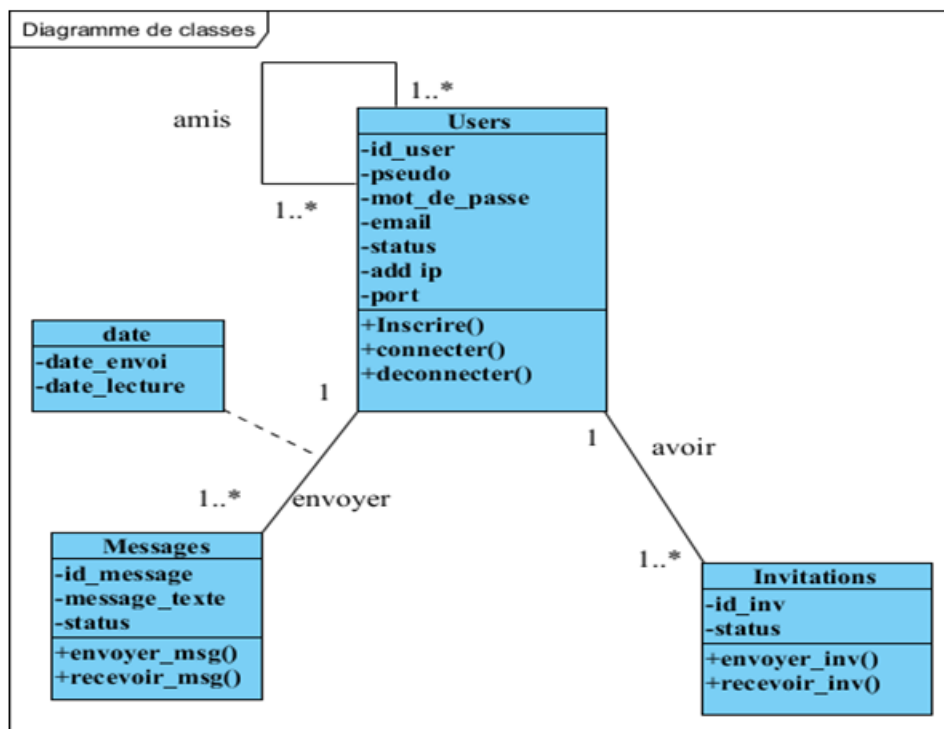 Diagramme de classes
1..*
amis
1..*
Users
-id_user
-pseudo
-mot_de_passe
-email
-status
-add ip
-port
+Inscrire()
+connecter()
+deconnecter()
date
-date_envoi
-date_lecture
1
1..*
envoyer
1
avoir
1..*
Messages
-id_message
-message_texte
-status
+envoyer_msg()
+recevoir_msg()
Invitations
-id_inv
-status
+envoyer_inv()
+recevoir_inv()